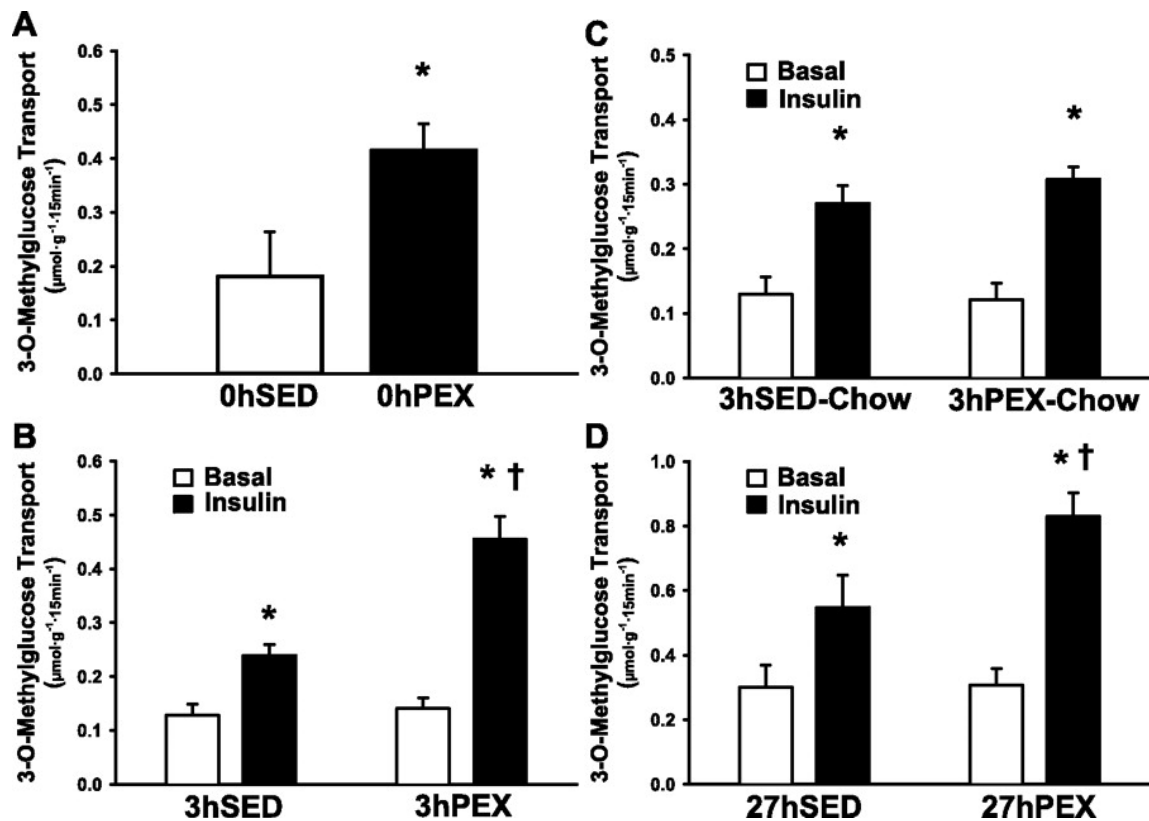 A
3-O-Methylglucose Transport
(µmol·g⁻¹·15min⁻¹)
0.6
0.5
0.4
0.3
0.2
0.1
0.0
*
0hSED 0hPEX
B
3-O-Methylglucose Transport
(µmol·g⁻¹·15min⁻¹)
0.6
0.5
0.4
0.3
0.2
0.1
0.0
Basal
Insulin
*
* †
3hSED 3hPEX
C
3-O-Methylglucose Transport
(µmol·g⁻¹·15min⁻¹)
0.5
0.4
0.3
0.2
0.1
0.0
Basal
Insulin
*
*
3hSED-Chow 3hPEX-Chow
D
3-O-Methylglucose Transport
(µmol·g⁻¹·15min⁻¹)
1.0
0.8
0.6
0.4
0.2
0.0
Basal
Insulin
*
* †
27hSED 27hPEX